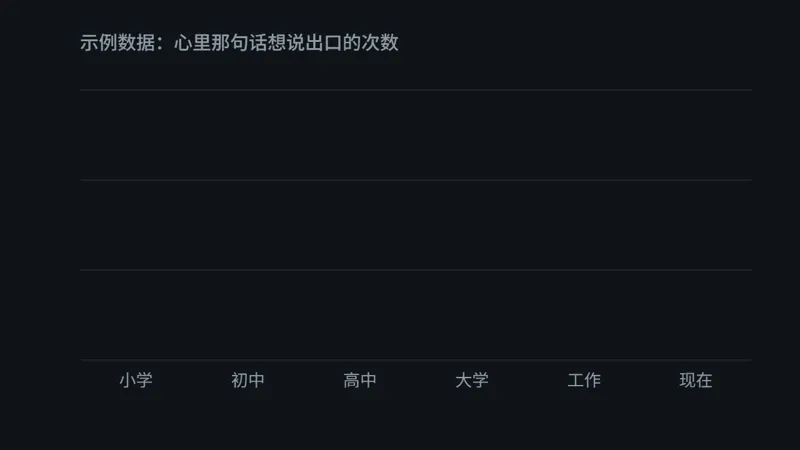 示例数据：心里那句话想说出口的次数
小学 初中 高中 大学 工作 现在